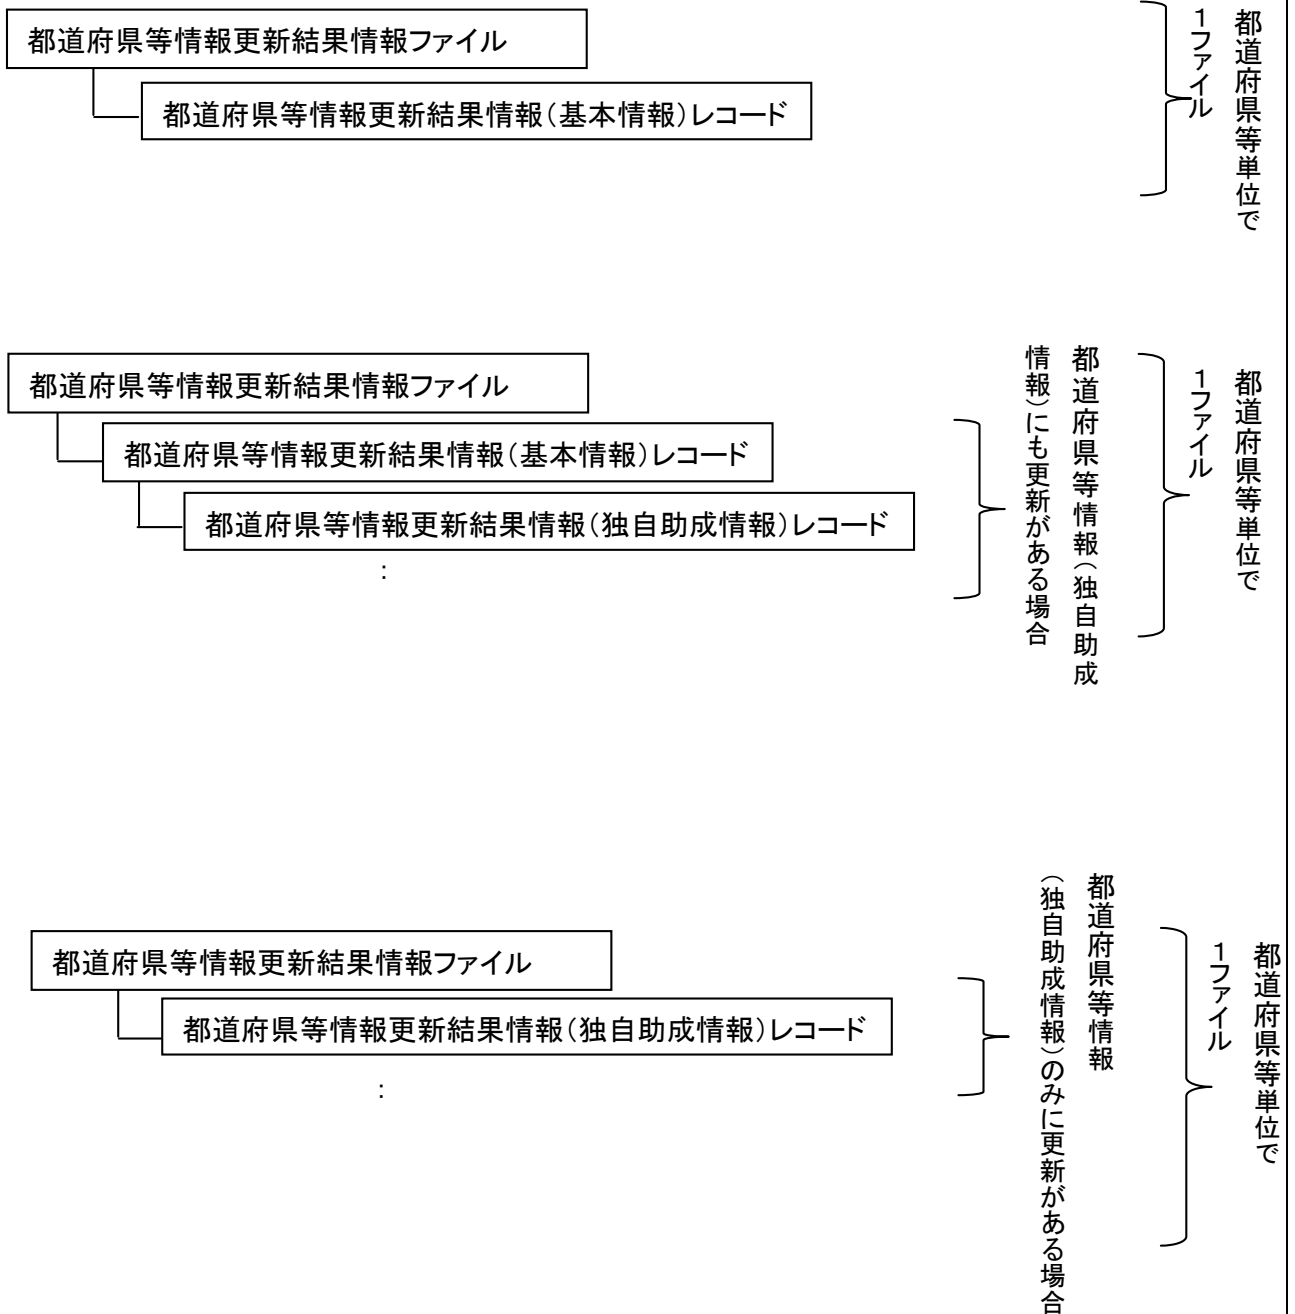 都道府県等情報更新結果情報ファイル
都道府県等情報更新結果情報（基本情報）レコード
都道府県等単位で
１ファイル
都道府県等情報更新結果情報ファイル
都道府県等情報更新結果情報（基本情報）レコード
都道府県等情報更新結果情報（独自助成情報）レコード
：
都道府県等情報（独自助成
情報）にも更新がある場合
都道府県等単位で
１ファイル
都道府県等情報更新結果情報ファイル
都道府県等情報更新結果情報（独自助成情報）レコード
：
都道府県等情報
（独自助成情報）のみに更新がある場合
都道府県等単位で
１ファイル